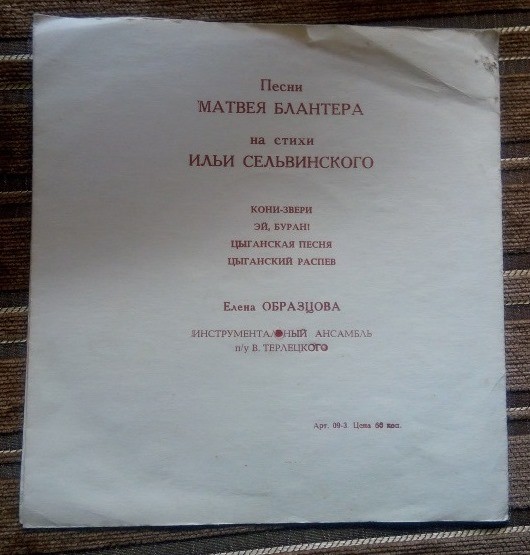 Песни
МАТВЕЯ БЛАНТЕРА
на стихи
ИЛЬИ СЕЛЬВИНСКОГО
КОНИ-ЗВЕРИ
ЭЙ, БУРАН!
ЦЫГАНСКАЯ ПЕСНЯ
ЦЫГАНСКИЙ РАСПЕВ
Елена ОБРАЗЦОВА
ИНСТРУМЕНТАЛЬНЫЙ АНСАМБЛЬ
п/у В. ТЕРЛЕЦКОГО
Арт. 09-3. Цена 60 коп.